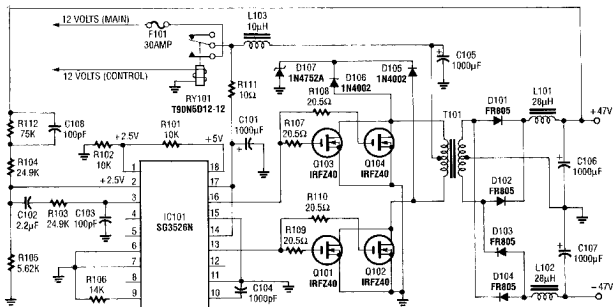 12 VOLTS (MAIN)
F101
30AMP
12 VOLTS (CONTROL)
RY101
T90N5D12-12
L103
10μH
R111
10Ω
C105
1000μF
D107
1N4752A
D106
1N4002
D105
1N4002
R108
20.5Ω
R107
20.5Ω
C101
1000μF
Q103
IRFZ40
Q104
IRFZ40
T101
D101
FR805
L101
28μH
+47V
C106
1000μF
D102
FR805
D103
FR805
D104
FR805
L102
28μH
C107
1000μF
−47V
R112
75K
C108
100pF
R104
24.9K
+2.5V
R101
10K
+5V
R102
10K
+2.5V
C102
2.2μF
R103
24.9K
C103
100pF
R105
5.62K
R106
14K
IC101
SG3526N
1
2
3
4
5
6
7
8
9
18
17
16
15
14
13
12
11
10
C104
1000pF
R110
20.5Ω
R109
20.5Ω
Q101
IRFZ40
Q102
IRFZ40